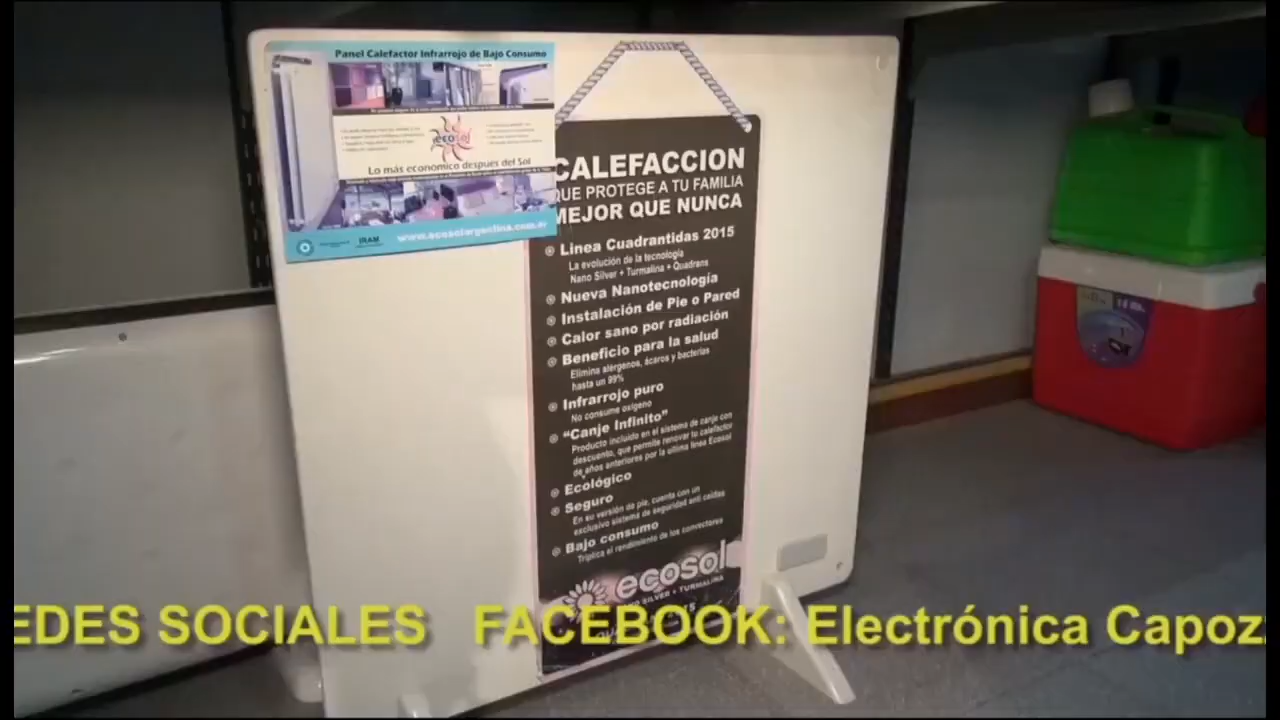 Panel Calefactor Infrarrojo de Bajo Consumo
ecosol
Lo más económico despues del Sol
IRAM
www.ecosolargentina.com.ar
CALEFACCION
QUE PROTEGE A TU FAMILIA
MEJOR QUE NUNCA
Linea Cuadrantidas 2015
La evolución de la tecnología
Nano Silver + Turmalina + Quadrans
Nueva Nanotecnología
Instalación de Pie o Pared
Calor sano por radiación
Beneficio para la salud
Elimina alérgenos, ácaros y bacterias
hasta un 99%
Infrarrojo puro
No consume oxígeno
"Canje Infinito"
Producto incluido en el sistema de canje con
descuento, que permite renovar tu calefactor
de años anteriores por la ultima linea Ecosol
Ecológico
Seguro
En su versión de pie, cuenta con un
exclusivo sistema de seguridad anti caidas
Bajo consumo
Triplica el rendimiento de los convectores
ecosol
SILVER + TURMALINA
EDES SOCIALES FACEBOOK: Electrónica Capoz